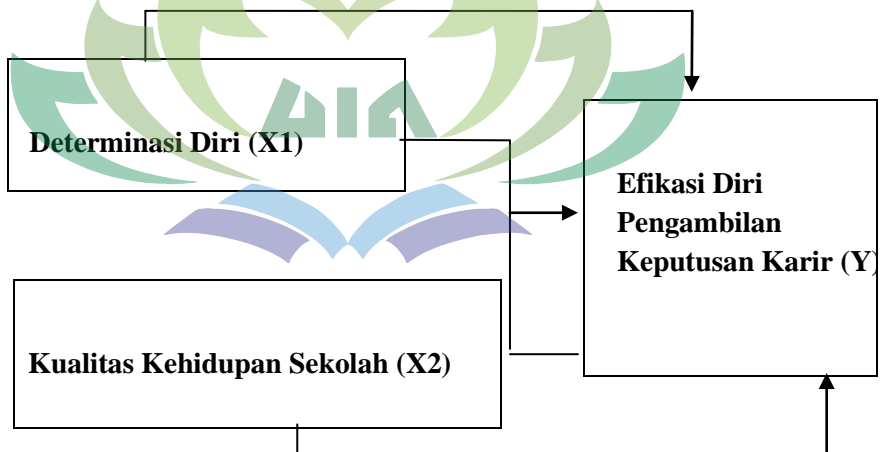 Determinasi Diri (X1)
Efikasi Diri
Pengambilan
Keputusan Karir (Y)
Kualitas Kehidupan Sekolah (X2)